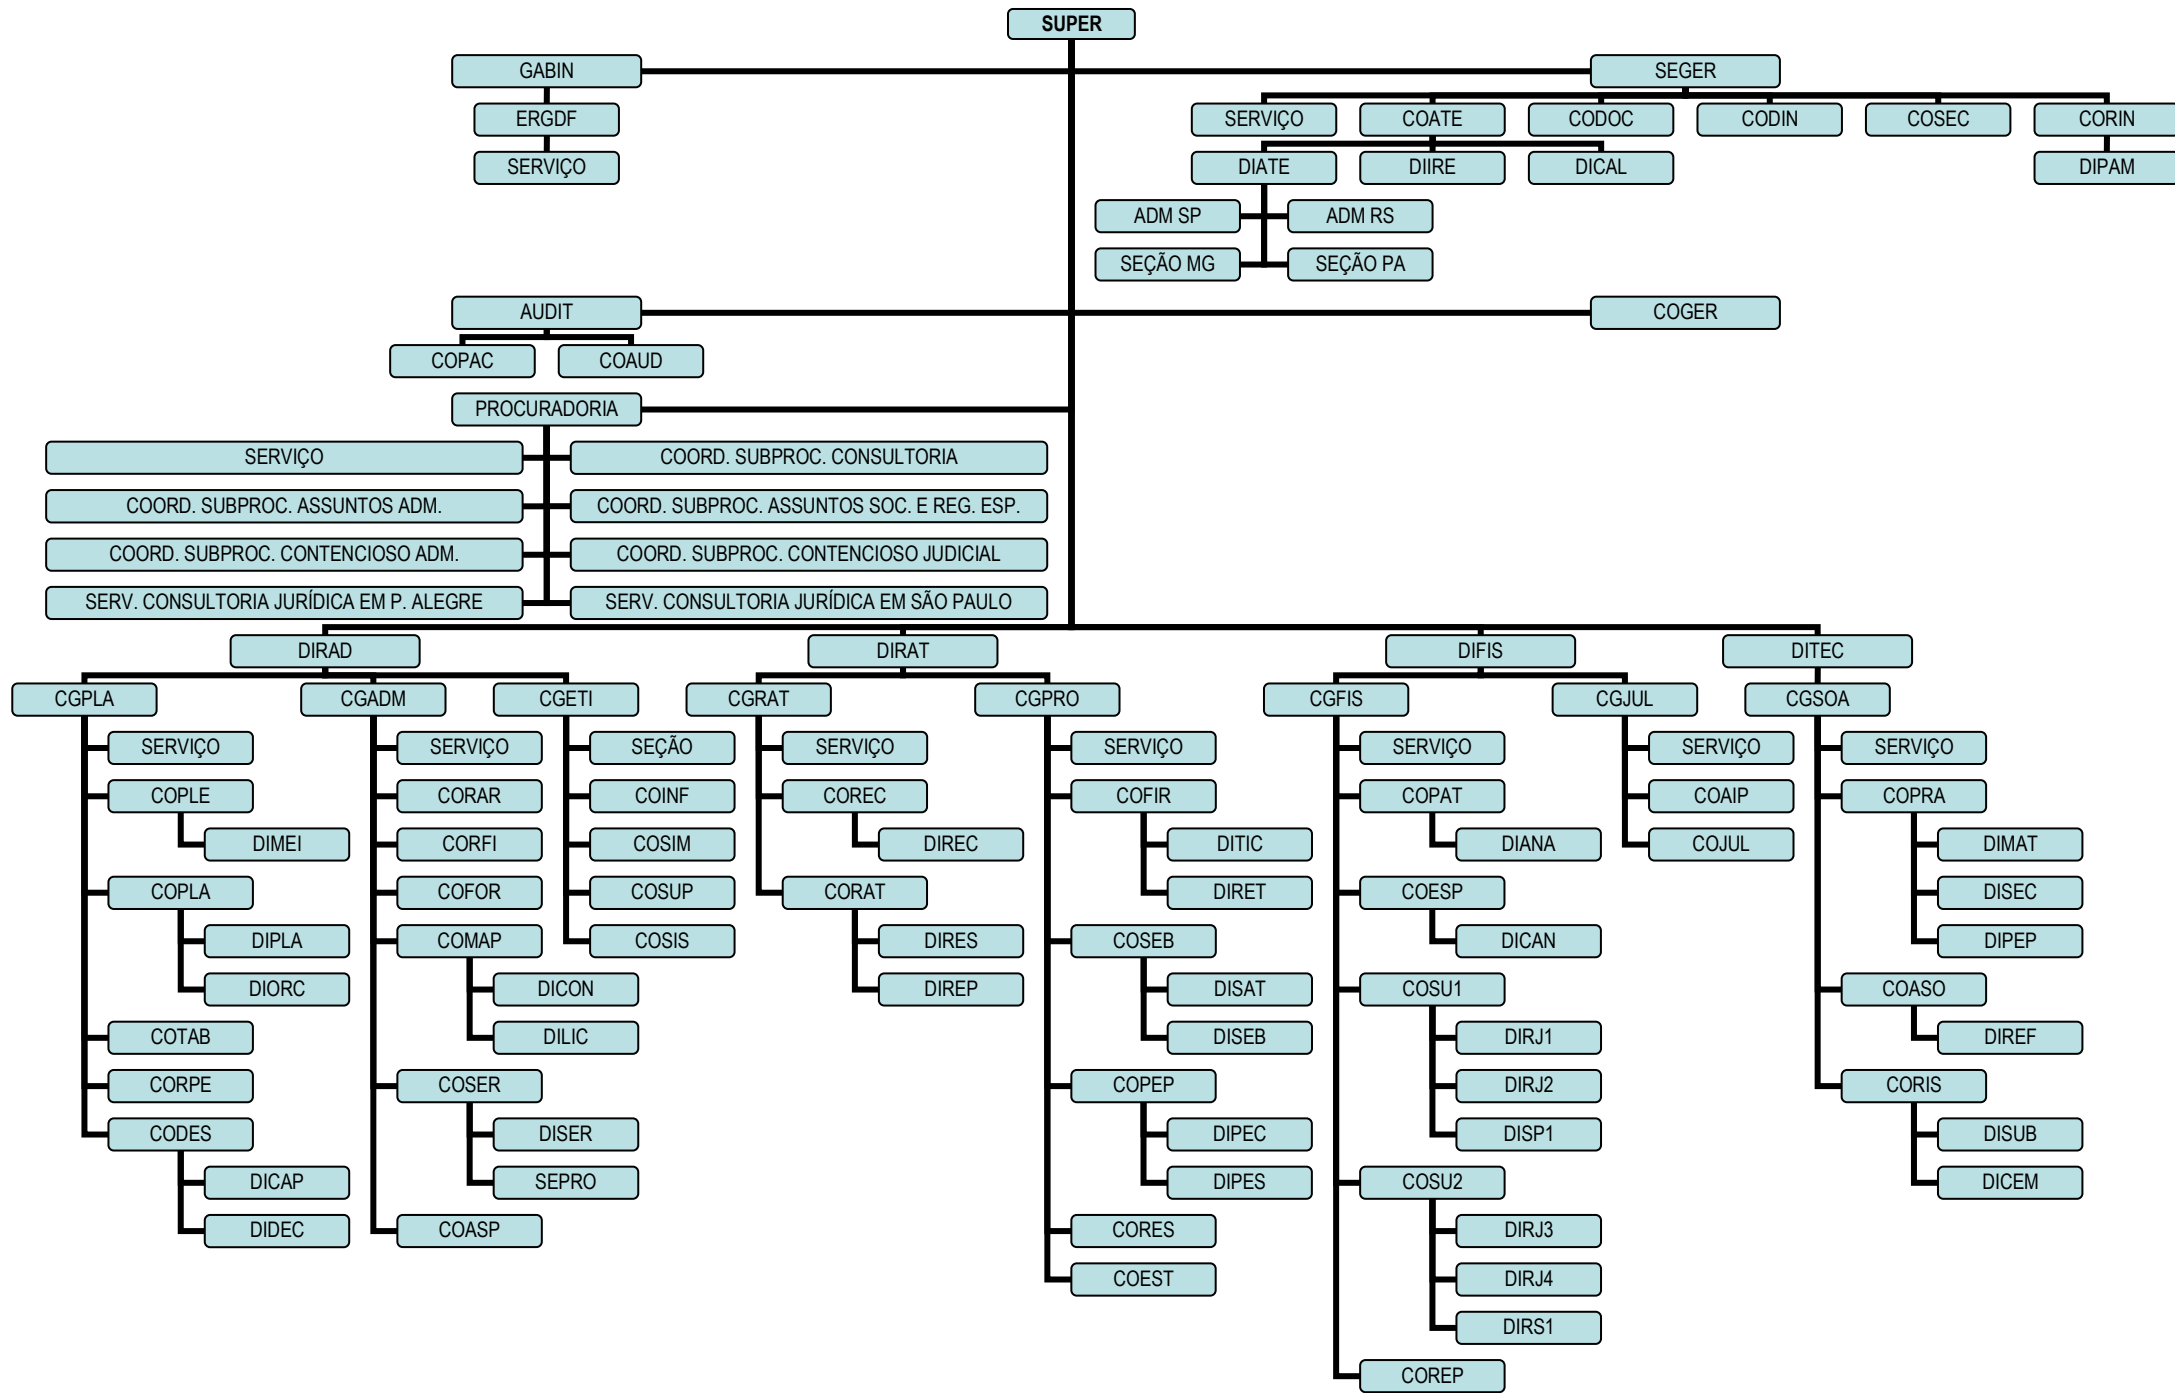 SUPER
GABIN
SEGER
ERGDF
SERVIÇO
COATE
CODOC
CODIN
COSEC
CORIN
SERVIÇO
DIATE
DIIRE
DICAL
DIPAM
ADM SP
ADM RS
SEÇÃO MG
SEÇÃO PA
AUDIT
COGER
COPAC
COAUD
PROCURADORIA
SERVIÇO
COORD. SUBPROC. CONSULTORIA
COORD. SUBPROC. ASSUNTOS ADM.
COORD. SUBPROC. ASSUNTOS SOC. E REG. ESP.
COORD. SUBPROC. CONTENCIOSO ADM.
COORD. SUBPROC. CONTENCIOSO JUDICIAL
SERV. CONSULTORIA JURÍDICA EM P. ALEGRE
SERV. CONSULTORIA JURÍDICA EM SÃO PAULO
DIRAD
DIRAT
DIFIS
DITEC
CGPLA
CGADM
CGETI
CGRAT
CGPRO
CGFIS
CGJUL
CGSOA
SERVIÇO
SERVIÇO
SEÇÃO
SERVIÇO
SERVIÇO
SERVIÇO
SERVIÇO
SERVIÇO
COPLE
CORAR
COINF
COREC
COFIR
COPAT
COAIP
COPRA
DIMEI
CORFI
COSIM
DIREC
DITIC
DIANA
COJUL
DIMAT
COPLA
COFOR
COSUP
CORAT
DIRET
COESP
DISEC
DIPLA
COMAP
COSIS
DIRES
COSEB
DICAN
DIPEP
DIORC
DICON
DIREP
DISAT
COSU1
COASO
COTAB
DILIC
DISEB
DIRJ1
DIREF
CORPE
COSER
COPEP
DIRJ2
CORIS
CODES
DISER
DIPEC
DISP1
DISUB
DICAP
SEPRO
DIPES
COSU2
DICEM
DIDEC
COASP
CORES
DIRJ3
COEST
DIRJ4
DIRS1
COREP